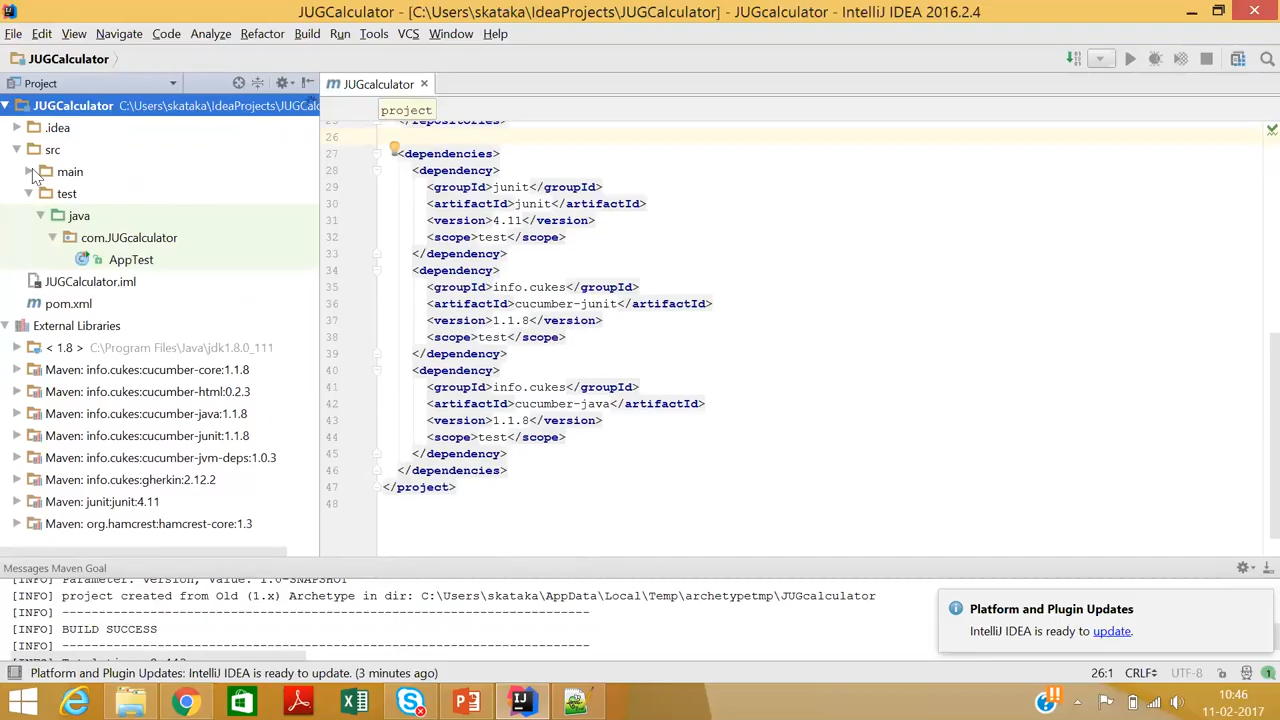 JUGCalculator - [C:\Users\skataka\IdeaProjects\JUGCalculator] - JUGcalculator - IntelliJ IDEA 2016.2.4
File Edit View Navigate Code Analyze Refactor Build Run Tools VCS Window Help
JUGCalculator
Project
JUGcalculator
JUGCalculator C:\Users\skataka\IdeaProjects\JUGCalc
.idea
src
main
test
java
com.JUGcalculator
AppTest
JUGCalculator.iml
pom.xml
External Libraries
< 1.8 > C:\Program Files\Java\jdk1.8.0_111
Maven: info.cukes:cucumber-core:1.1.8
Maven: info.cukes:cucumber-html:0.2.3
Maven: info.cukes:cucumber-java:1.1.8
Maven: info.cukes:cucumber-junit:1.1.8
Maven: info.cukes:cucumber-jvm-deps:1.0.3
Maven: info.cukes:gherkin:2.12.2
Maven: junit:junit:4.11
Maven: org.hamcrest:hamcrest-core:1.3
project
25 </repositories>
26
27 <dependencies>
28 <dependency>
29 <groupId>junit</groupId>
30 <artifactId>junit</artifactId>
31 <version>4.11</version>
32 <scope>test</scope>
33 </dependency>
34 <dependency>
35 <groupId>info.cukes</groupId>
36 <artifactId>cucumber-junit</artifactId>
37 <version>1.1.8</version>
38 <scope>test</scope>
39 </dependency>
40 <dependency>
41 <groupId>info.cukes</groupId>
42 <artifactId>cucumber-java</artifactId>
43 <version>1.1.8</version>
44 <scope>test</scope>
45 </dependency>
46 </dependencies>
47 </project>
48
Messages Maven Goal
[INFO] Parameter: version, Value: 1.0-SNAPSHOT
[INFO] project created from Old (1.x) Archetype in dir: C:\Users\skataka\AppData\Local\Temp\archetypetmp\JUGcalculator
[INFO] ------------------------------------------------------------------------
[INFO] BUILD SUCCESS
[INFO] ------------------------------------------------------------------------
Platform and Plugin Updates
IntelliJ IDEA is ready to update.
Platform and Plugin Updates: IntelliJ IDEA is ready to update. (3 minutes ago)
26:1 CRLF UTF-8 1
10:46
11-02-2017